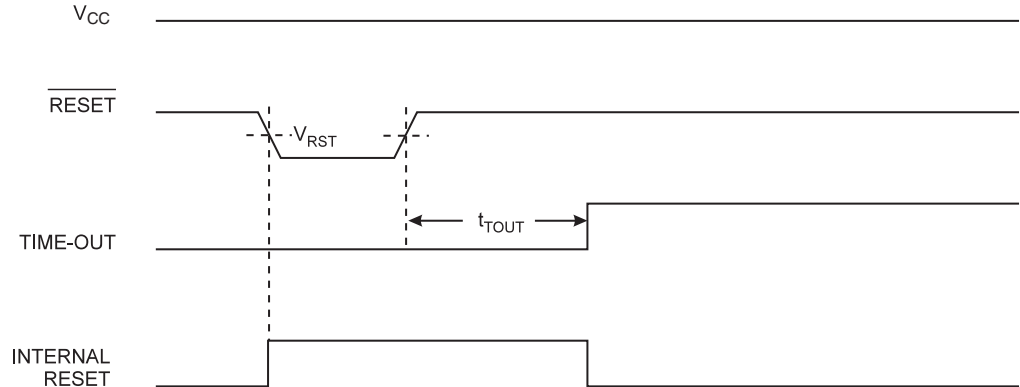 VCC
RESET
VRST
tTOUT
TIME-OUT
INTERNAL
RESET